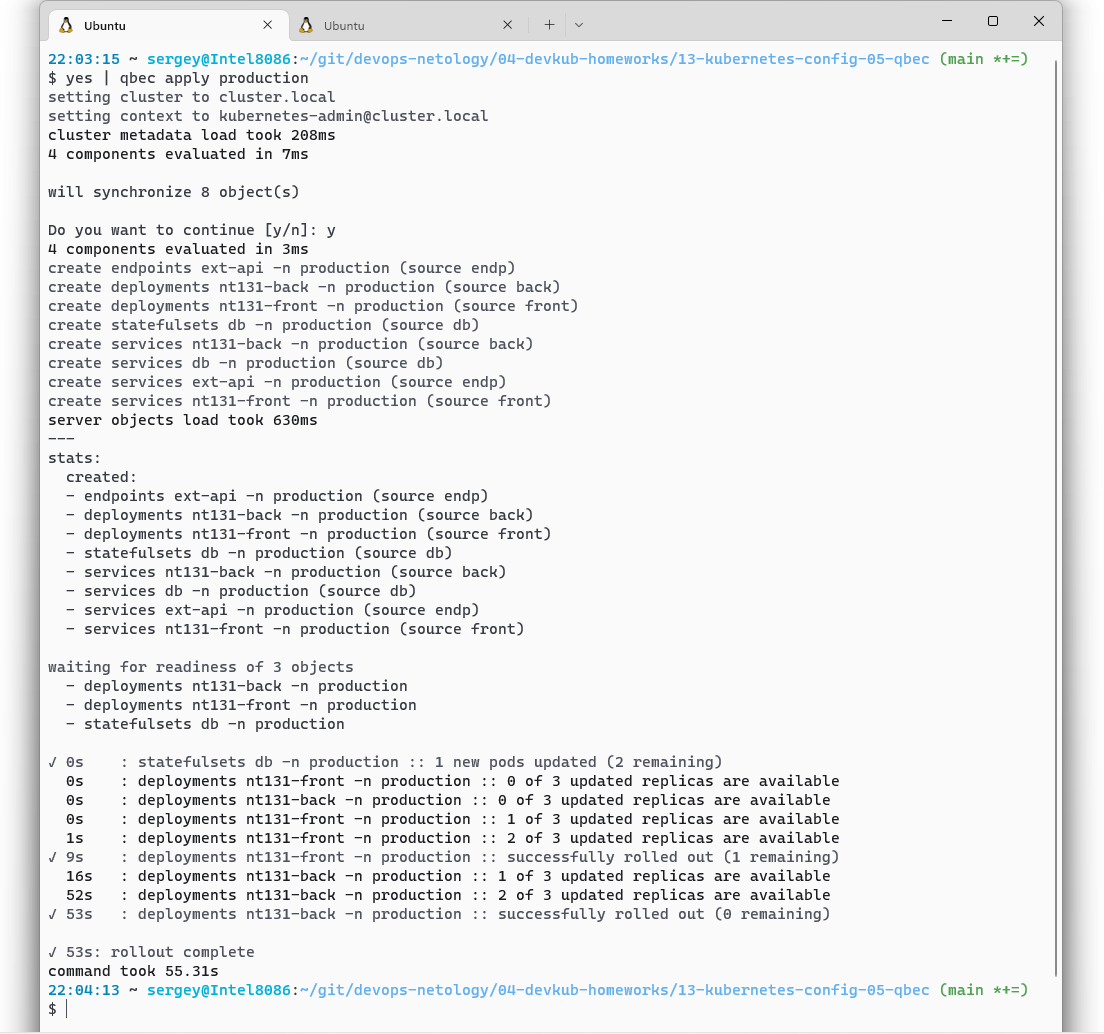 Ubuntu
Ubuntu
22:03:15 ~ sergey@Intel8086:~/git/devops-netology/04-devkub-homeworks/13-kubernetes-config-05-qbec (main *+=)
$ yes | qbec apply production
setting cluster to cluster.local
setting context to kubernetes-admin@cluster.local
cluster metadata load took 208ms
4 components evaluated in 7ms

will synchronize 8 object(s)

Do you want to continue [y/n]: y
4 components evaluated in 3ms
create endpoints ext-api -n production (source endp)
create deployments nt131-back -n production (source back)
create deployments nt131-front -n production (source front)
create statefulsets db -n production (source db)
create services nt131-back -n production (source back)
create services db -n production (source db)
create services ext-api -n production (source endp)
create services nt131-front -n production (source front)
server objects load took 630ms
---
stats:
  created:
  - endpoints ext-api -n production (source endp)
  - deployments nt131-back -n production (source back)
  - deployments nt131-front -n production (source front)
  - statefulsets db -n production (source db)
  - services nt131-back -n production (source back)
  - services db -n production (source db)
  - services ext-api -n production (source endp)
  - services nt131-front -n production (source front)

waiting for readiness of 3 objects
  - deployments nt131-back -n production
  - deployments nt131-front -n production
  - statefulsets db -n production

√ 0s    : statefulsets db -n production :: 1 new pods updated (2 remaining)
  0s    : deployments nt131-front -n production :: 0 of 3 updated replicas are available
  0s    : deployments nt131-back -n production :: 0 of 3 updated replicas are available
  0s    : deployments nt131-front -n production :: 1 of 3 updated replicas are available
  1s    : deployments nt131-front -n production :: 2 of 3 updated replicas are available
√ 9s    : deployments nt131-front -n production :: successfully rolled out (1 remaining)
  16s   : deployments nt131-back -n production :: 1 of 3 updated replicas are available
  52s   : deployments nt131-back -n production :: 2 of 3 updated replicas are available
√ 53s   : deployments nt131-back -n production :: successfully rolled out (0 remaining)

√ 53s: rollout complete
command took 55.31s
22:04:13 ~ sergey@Intel8086:~/git/devops-netology/04-devkub-homeworks/13-kubernetes-config-05-qbec (main *+=)
$